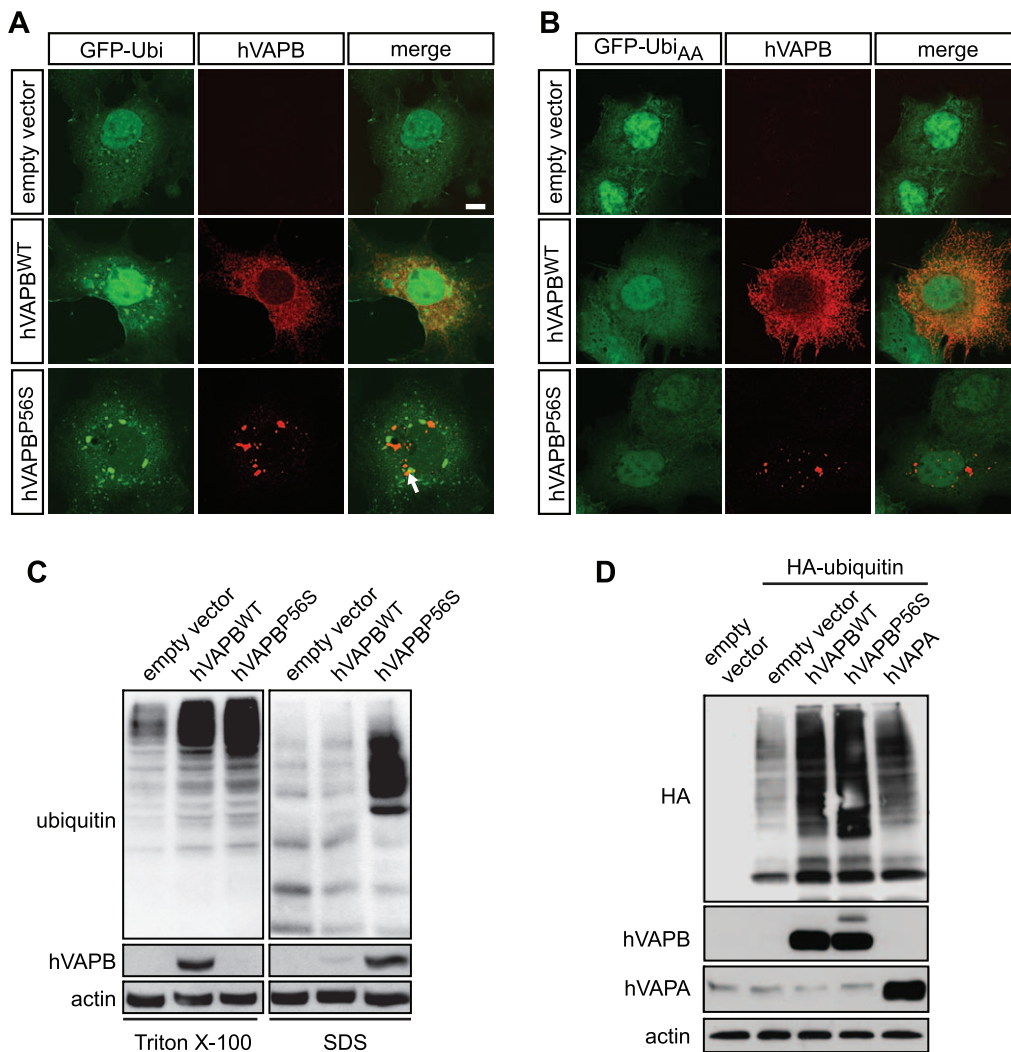 A
GFP-Ubi
hVAPB
merge
empty vector
hVAPBWT
hVAPBP56S
B
GFP-UbiAA
hVAPB
merge
empty vector
hVAPBWT
hVAPBP56S
C
empty vector
hVAPBWT
hVAPBP56S
empty vector
hVAPBWT
hVAPBP56S
ubiquitin
hVAPB
actin
Triton X-100
SDS
D
HA-ubiquitin
empty
vector
empty vector
hVAPBWT
hVAPBP56S
hVAPA
HA
hVAPB
hVAPA
actin